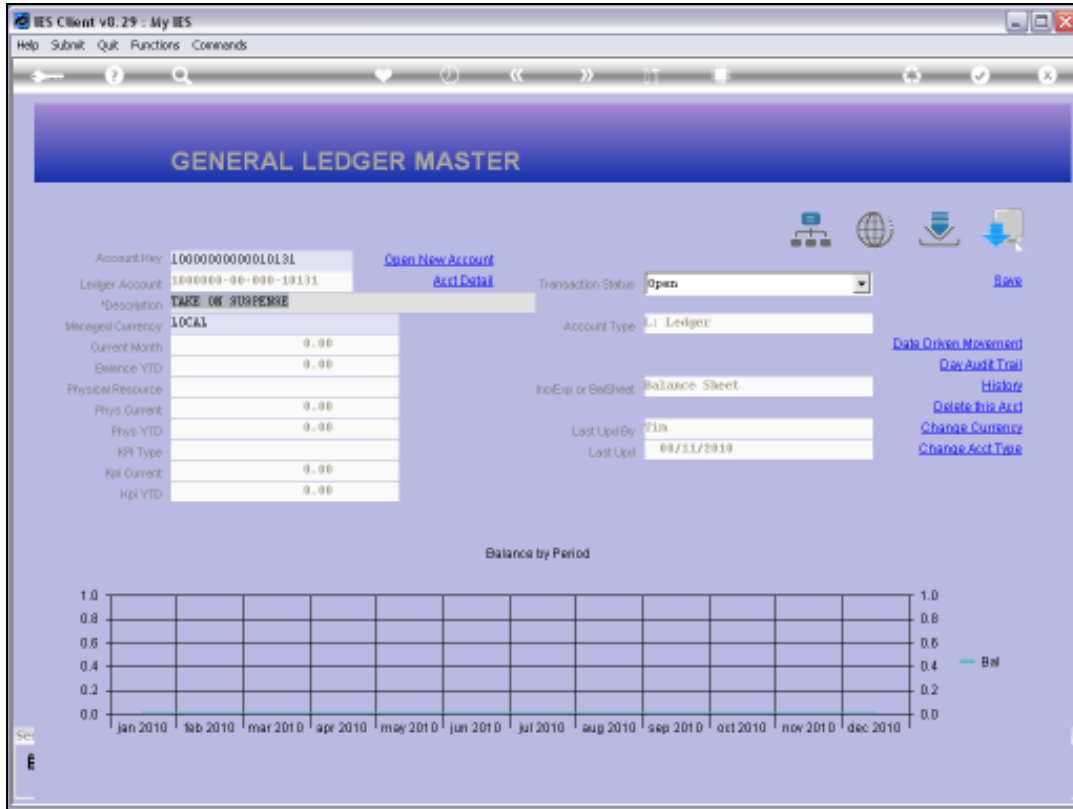 IES Client v8.29 : My IES
Help Submit Quit Functions Commands
GENERAL LEDGER MASTER
Account Key 1000000000010131 Open New Account
Ledger Account 1000000-00-000-10131 Acct Detail Transaction Status Open Save
*Description TAKE ON SUSPENSE
Managed Currency LOCAL Account Type L: Ledger
Current Month 0.00 Date Driven Movement
Balance YTD 0.00 Day Audit Trail
Physical Resource Inc/Exp or BalSheet Balance Sheet History
Phys Current 0.00 Delete this Acct
Phys YTD 0.00 Last Upd By Tim Change Currency
KPI Type Last Upd 08/11/2010 Change Acct Type
Kpi Current 0.00
Kpi YTD 0.00
Balance by Period
1.0 1.0
0.8 0.8
0.6 0.6
0.4 0.4 Bal
0.2 0.2
0.0 0.0
jan 2010 feb 2010 mar 2010 apr 2010 may 2010 jun 2010 jul 2010 aug 2010 sep 2010 oct 2010 nov 2010 dec 2010